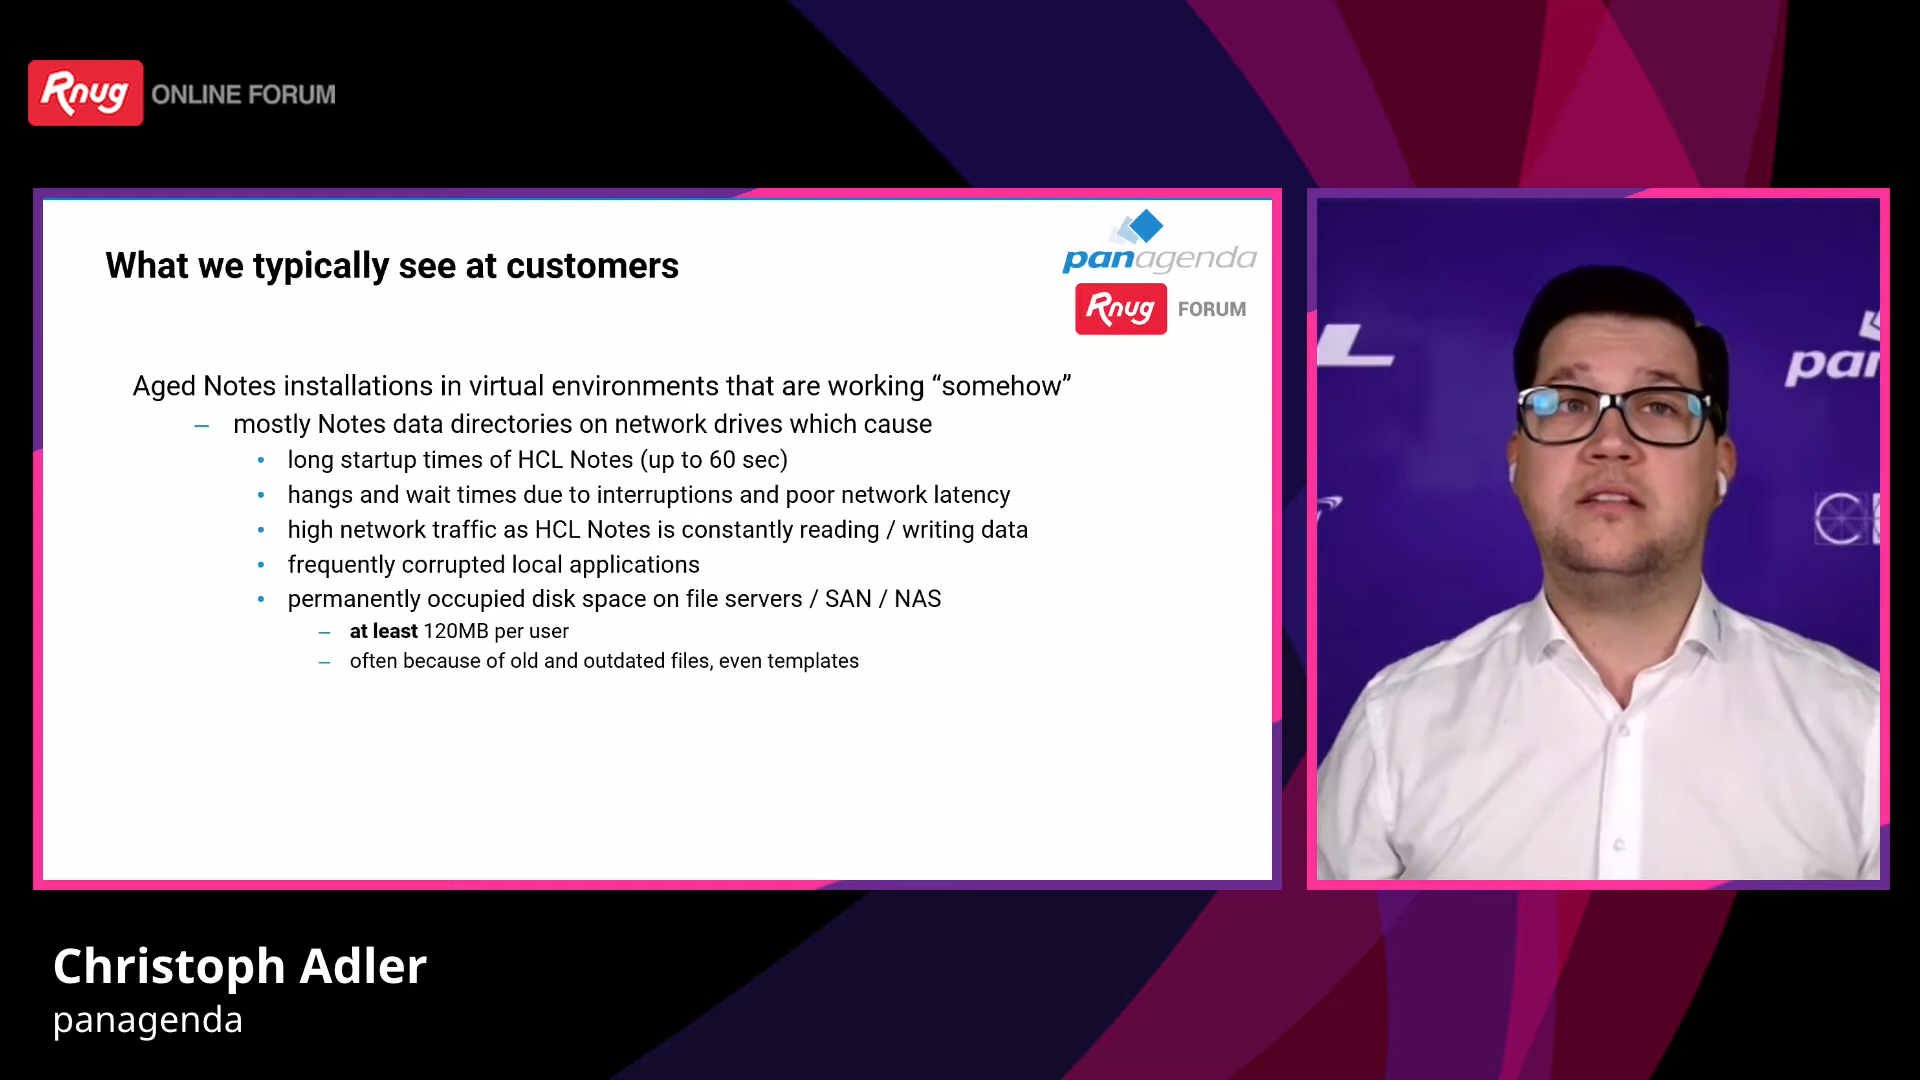 Rnug ONLINE FORUM
What we typically see at customers
panagenda
Rnug FORUM
Aged Notes installations in virtual environments that are working “somehow”
– mostly Notes data directories on network drives which cause
• long startup times of HCL Notes (up to 60 sec)
• hangs and wait times due to interruptions and poor network latency
• high network traffic as HCL Notes is constantly reading / writing data
• frequently corrupted local applications
• permanently occupied disk space on file servers / SAN / NAS
– at least 120MB per user
– often because of old and outdated files, even templates
L
pan
C
Christoph Adler
panagenda